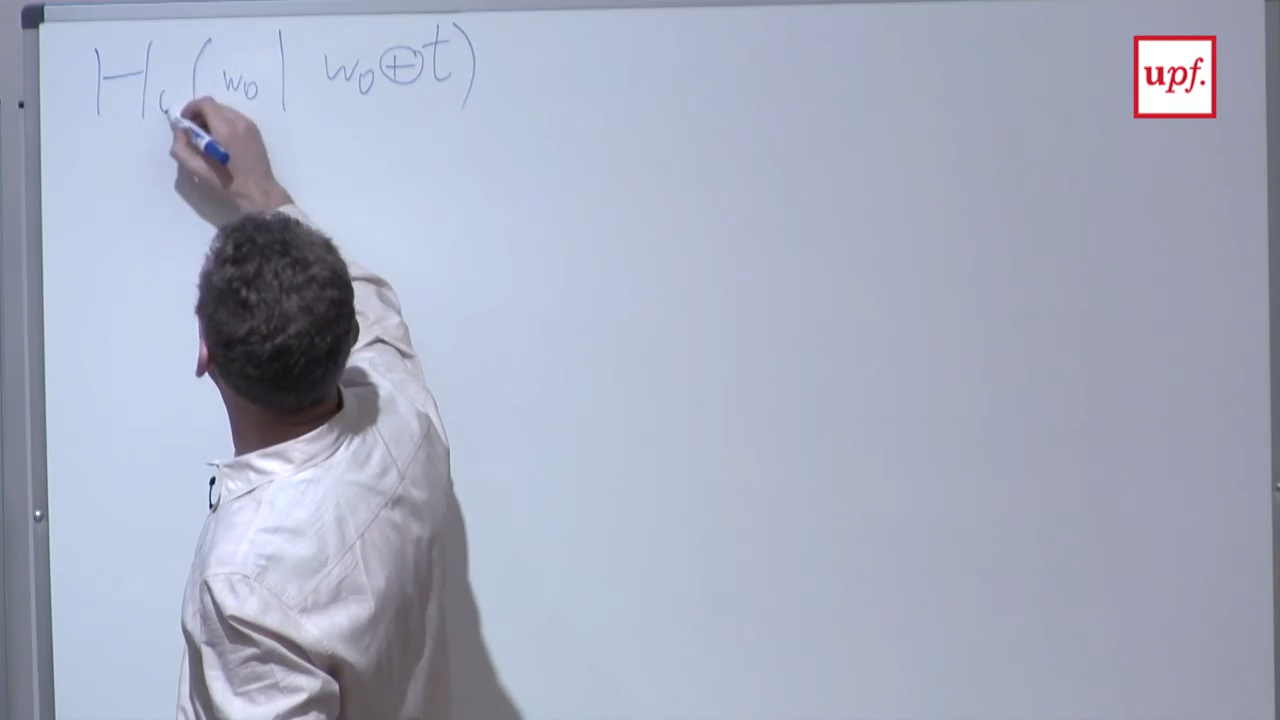 H ( w₀ | w₀ ⊕ t )
upf.